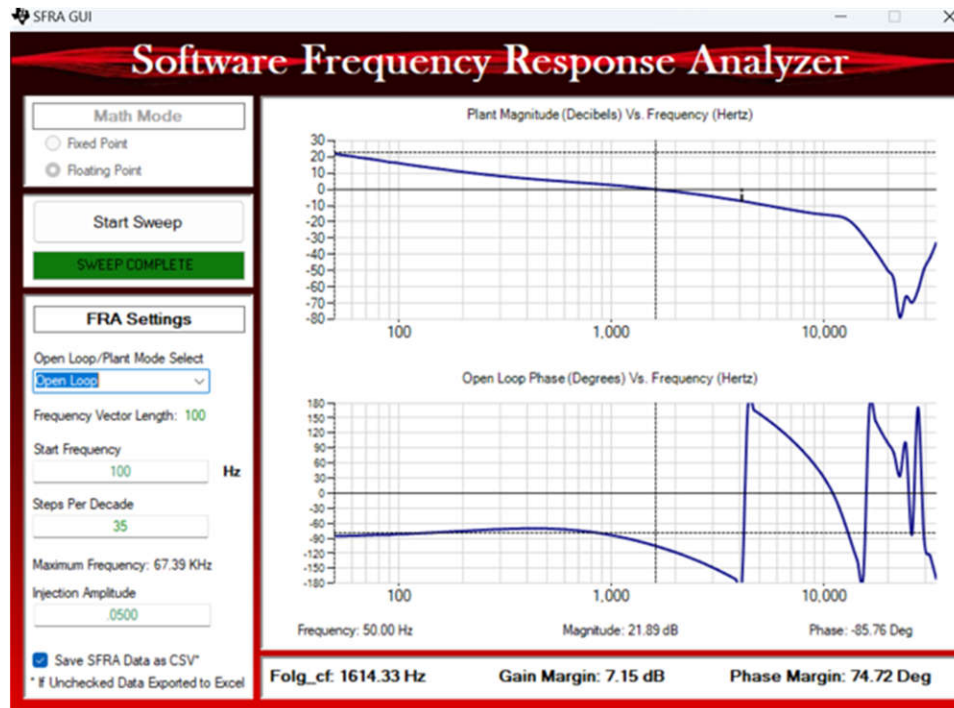 SFRA GUI
Software Frequency Response Analyzer
Math Mode
Fixed Point
Floating Point
Start Sweep
SWEEP COMPLETE
FRA Settings
Open Loop/Plant Mode Select
Open Loop
Frequency Vector Length: 100
Start Frequency
100 Hz
Steps Per Decade
35
Maximum Frequency: 67.39 KHz
Injection Amplitude
.0500
Save SFRA Data as CSV*
* If Unchecked Data Exported to Excel
Plant Magnitude (Decibels) Vs. Frequency (Hertz)
30
20
10
0
-10
-20
-30
-40
-50
-60
-70
-80
100 1,000 10,000
Open Loop Phase (Degrees) Vs. Frequency (Hertz)
180
150
120
90
60
30
0
-30
-60
-90
-120
-150
-180
100 1,000 10,000
Frequency: 50.00 Hz Magnitude: 21.89 dB Phase: -85.76 Deg
Folg_cf: 1614.33 Hz Gain Margin: 7.15 dB Phase Margin: 74.72 Deg